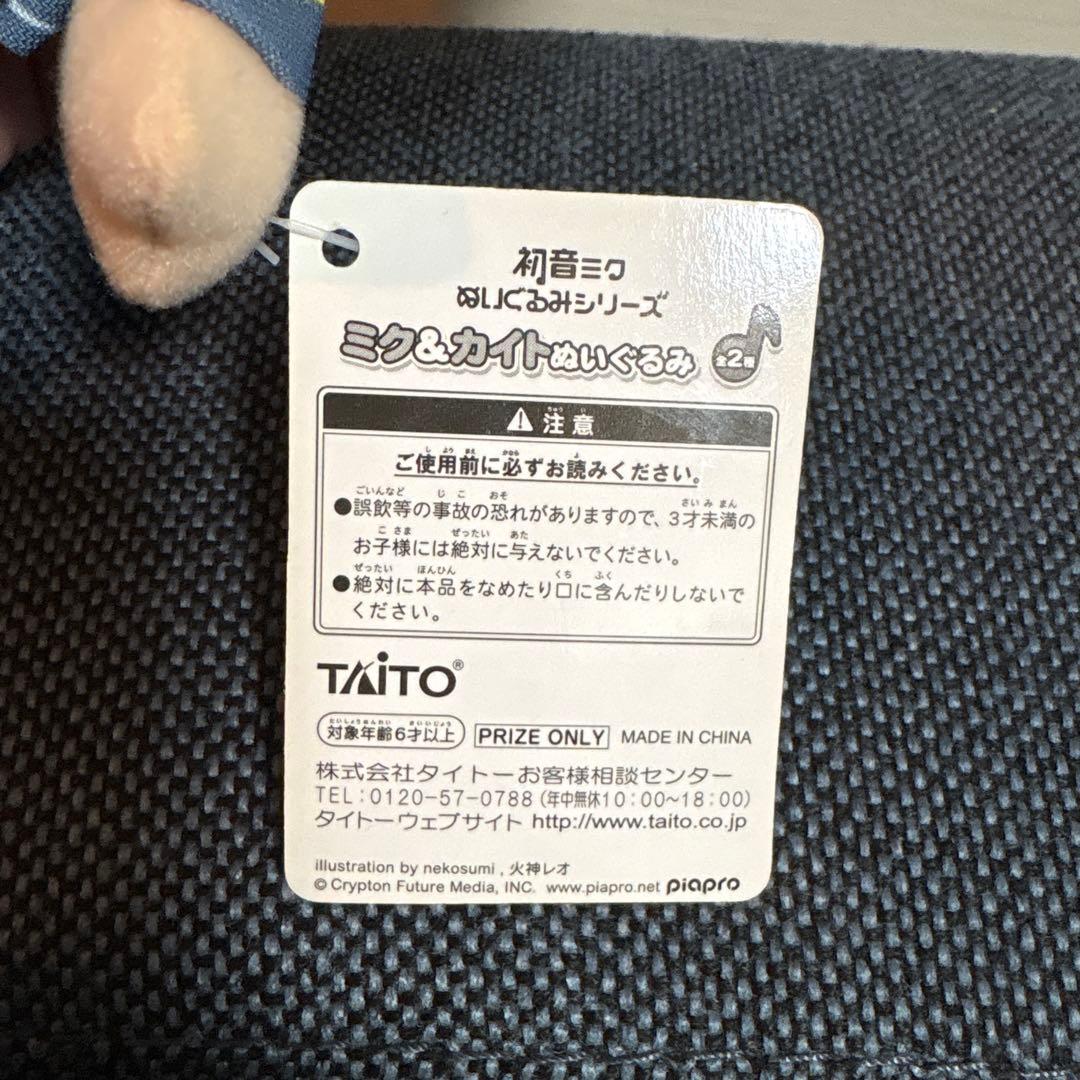 初音ミク
ぬいぐるみシリーズ
ミク&カイトぬいぐるみ 全2種
⚠ 注意
ご使用前に必ずお読みください。
●誤飲等の事故の恐れがありますので、3才未満の
お子様には絶対に与えないでください。
●絶対に本品をなめたり口に含んだりしないで
ください。
TAITO®
対象年齢6才以上 PRIZE ONLY MADE IN CHINA
株式会社タイトーお客様相談センター
TEL:0120-57-0788 (年中無休10:00~18:00)
タイトーウェブサイト http://www.taito.co.jp
illustration by nekosumi , 火神レオ
© Crypton Future Media, INC. www.piapro.net piapro